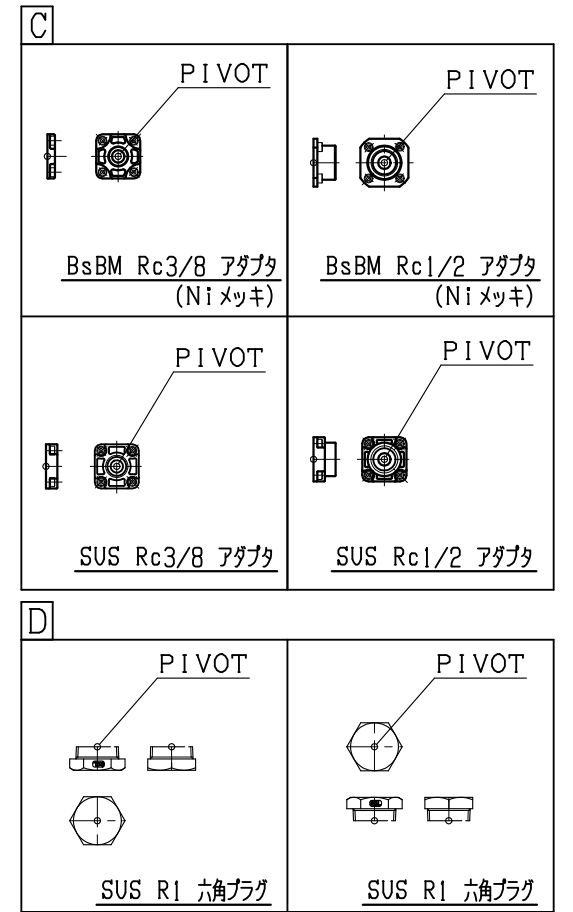 C
PIVOT
BsBM Rc3/8 アダプタ
(Niメッキ)
PIVOT
BsBM Rc1/2 アダプタ
(Niメッキ)
PIVOT
SUS Rc3/8 アダプタ
PIVOT
SUS Rc1/2 アダプタ
D
PIVOT
SUS R1 六角プラグ
PIVOT
SUS R1 六角プラグ